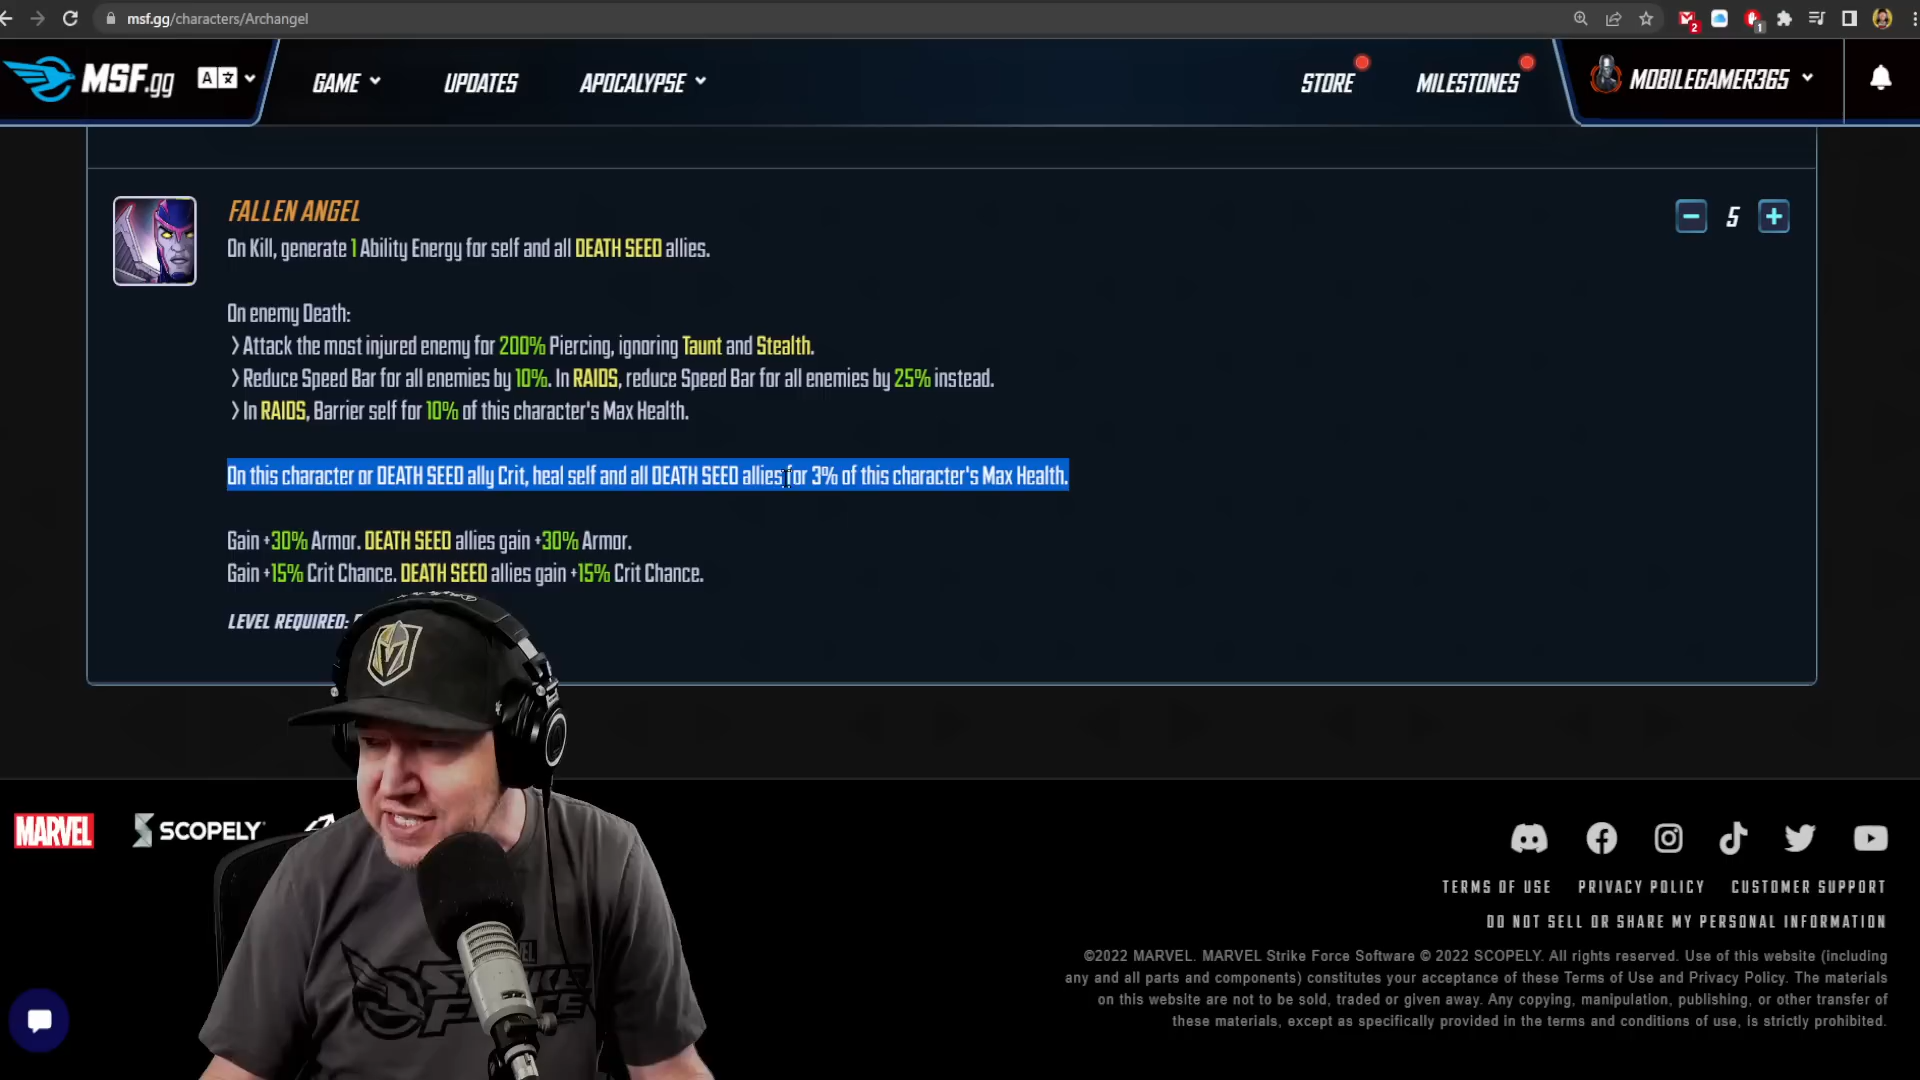 msf.gg/characters/Archangel
2
1
MSF.gg
GAME
UPDATES
APOCALYPSE
STORE
MILESTONES
MOBILEGAMER365
FALLEN ANGEL
5
On Kill, generate 1 Ability Energy for self and all DEATH SEED allies.
On enemy Death:
Attack the most injured enemy for 200% Piercing, ignoring Taunt and Stealth.
Reduce Speed Bar for all enemies by 10%. In RAIDS, reduce Speed Bar for all enemies by 25% instead.
In RAIDS, Barrier self for 10% of this character's Max Health.
On this character or DEATH SEED ally Crit, heal self and all DEATH SEED allies for 3% of this character's Max Health.
Gain +30% Armor. DEATH SEED allies gain +30% Armor.
Gain +15% Crit Chance. DEATH SEED allies gain +15% Crit Chance.
LEVEL REQUIRED:
MARVEL
SCOPELY
TERMS OF USE
PRIVACY POLICY
CUSTOMER SUPPORT
DO NOT SELL OR SHARE MY PERSONAL INFORMATION
©2022 MARVEL. MARVEL Strike Force Software © 2022 SCOPELY. All rights reserved. Use of this website (including
any and all parts and components) constitutes your acceptance of these Terms of Use and Privacy Policy. The materials
on this website are not to be sold, traded or given away. Any copying, manipulation, publishing, or other transfer of
these materials, except as specifically provided in the terms and conditions of use, is strictly prohibited.